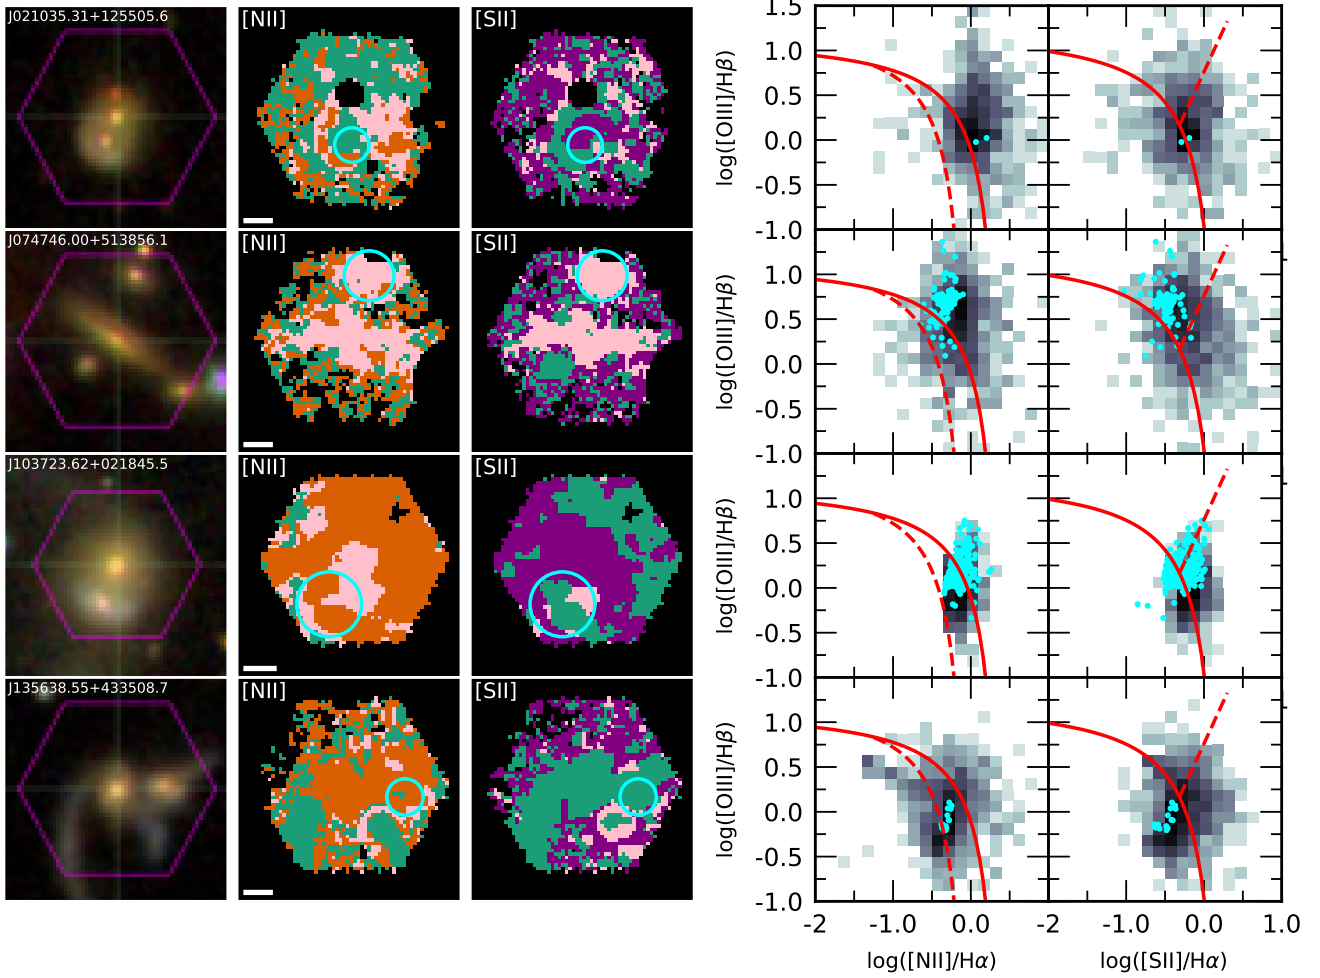 J021035.31+125505.6 [NII] [SII]
1.5
1.0
0.5
0.0
-0.5
-1.0
log([OIII]/Hβ)
J074746.00+513856.1 [NII] [SII]
1.0
0.5
0.0
-0.5
-1.0
log([OIII]/Hβ)
J103723.62+021845.5 [NII] [SII]
1.0
0.5
0.0
-0.5
-1.0
log([OIII]/Hβ)
J135638.55+433508.7 [NII] [SII]
1.0
0.5
0.0
-0.5
-1.0
log([OIII]/Hβ)
-2 -1.0 0.0 -2 -1.0 0.0 1.0
log([NII]/Hα) log([SII]/Hα)